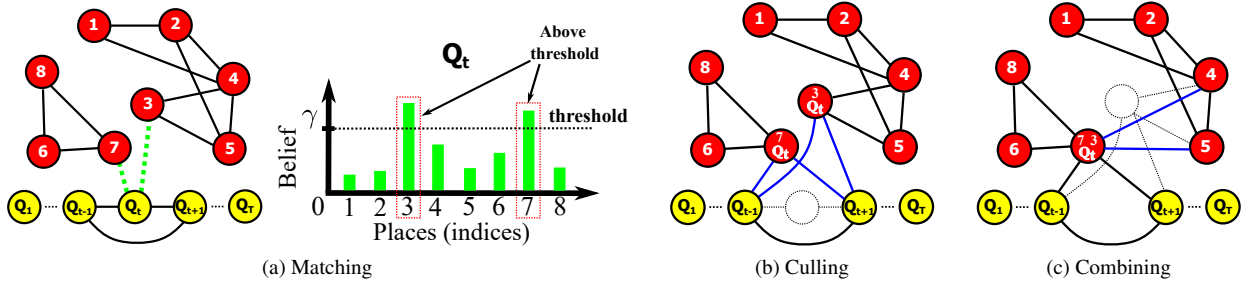 1 2
8
3 4
6 7 5
Q1 ... Qt-1 Qt Qt+1 ... QT
Qt
Above
threshold
threshold
γ
Belief
0 1 2 3 4 5 6 7 8
Places (indices)
(a) Matching
1 2
8
3
Qt
4
6
7
Qt
5
Q1 ... Qt-1 Qt+1 ... QT
(b) Culling
1 2
8
4
6
7 3
Qt
5
Q1 ... Qt-1 Qt+1 ... QT
(c) Combining